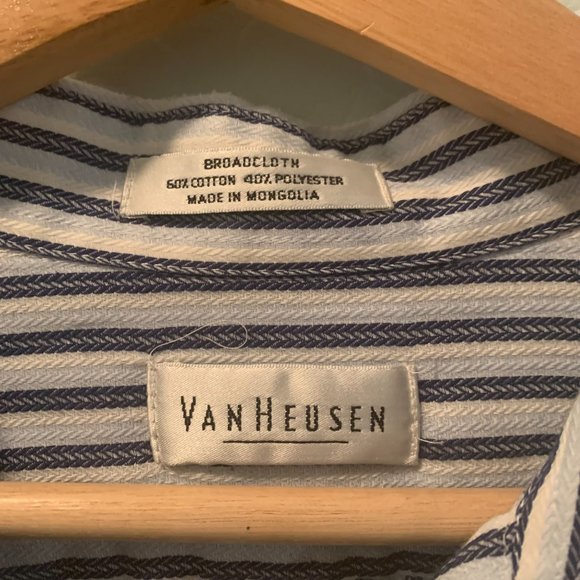 BROADCLOTH
60% COTTON 40% POLYESTER
MADE IN MONGOLIA
VAN HEUSEN